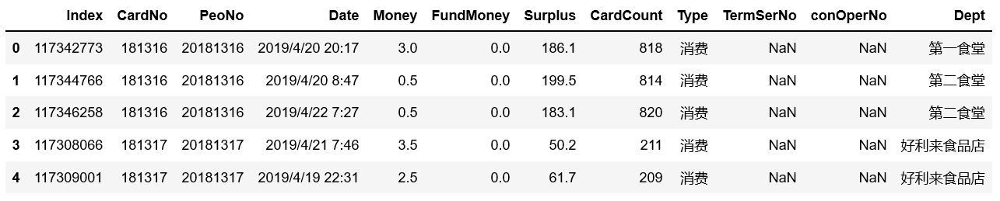 Index CardNo PeoNo Date Money FundMoney Surplus CardCount Type TermSerNo conOperNo Dept
0 117342773 181316 20181316 2019/4/20 20:17 3.0 0.0 186.1 818 消费 NaN NaN 第一食堂
1 117344766 181316 20181316 2019/4/20 8:47 0.5 0.0 199.5 814 消费 NaN NaN 第二食堂
2 117346258 181316 20181316 2019/4/22 7:27 0.5 0.0 183.1 820 消费 NaN NaN 第二食堂
3 117308066 181317 20181317 2019/4/21 7:46 3.5 0.0 50.2 211 消费 NaN NaN 好利来食品店
4 117309001 181317 20181317 2019/4/19 22:31 2.5 0.0 61.7 209 消费 NaN NaN 好利来食品店